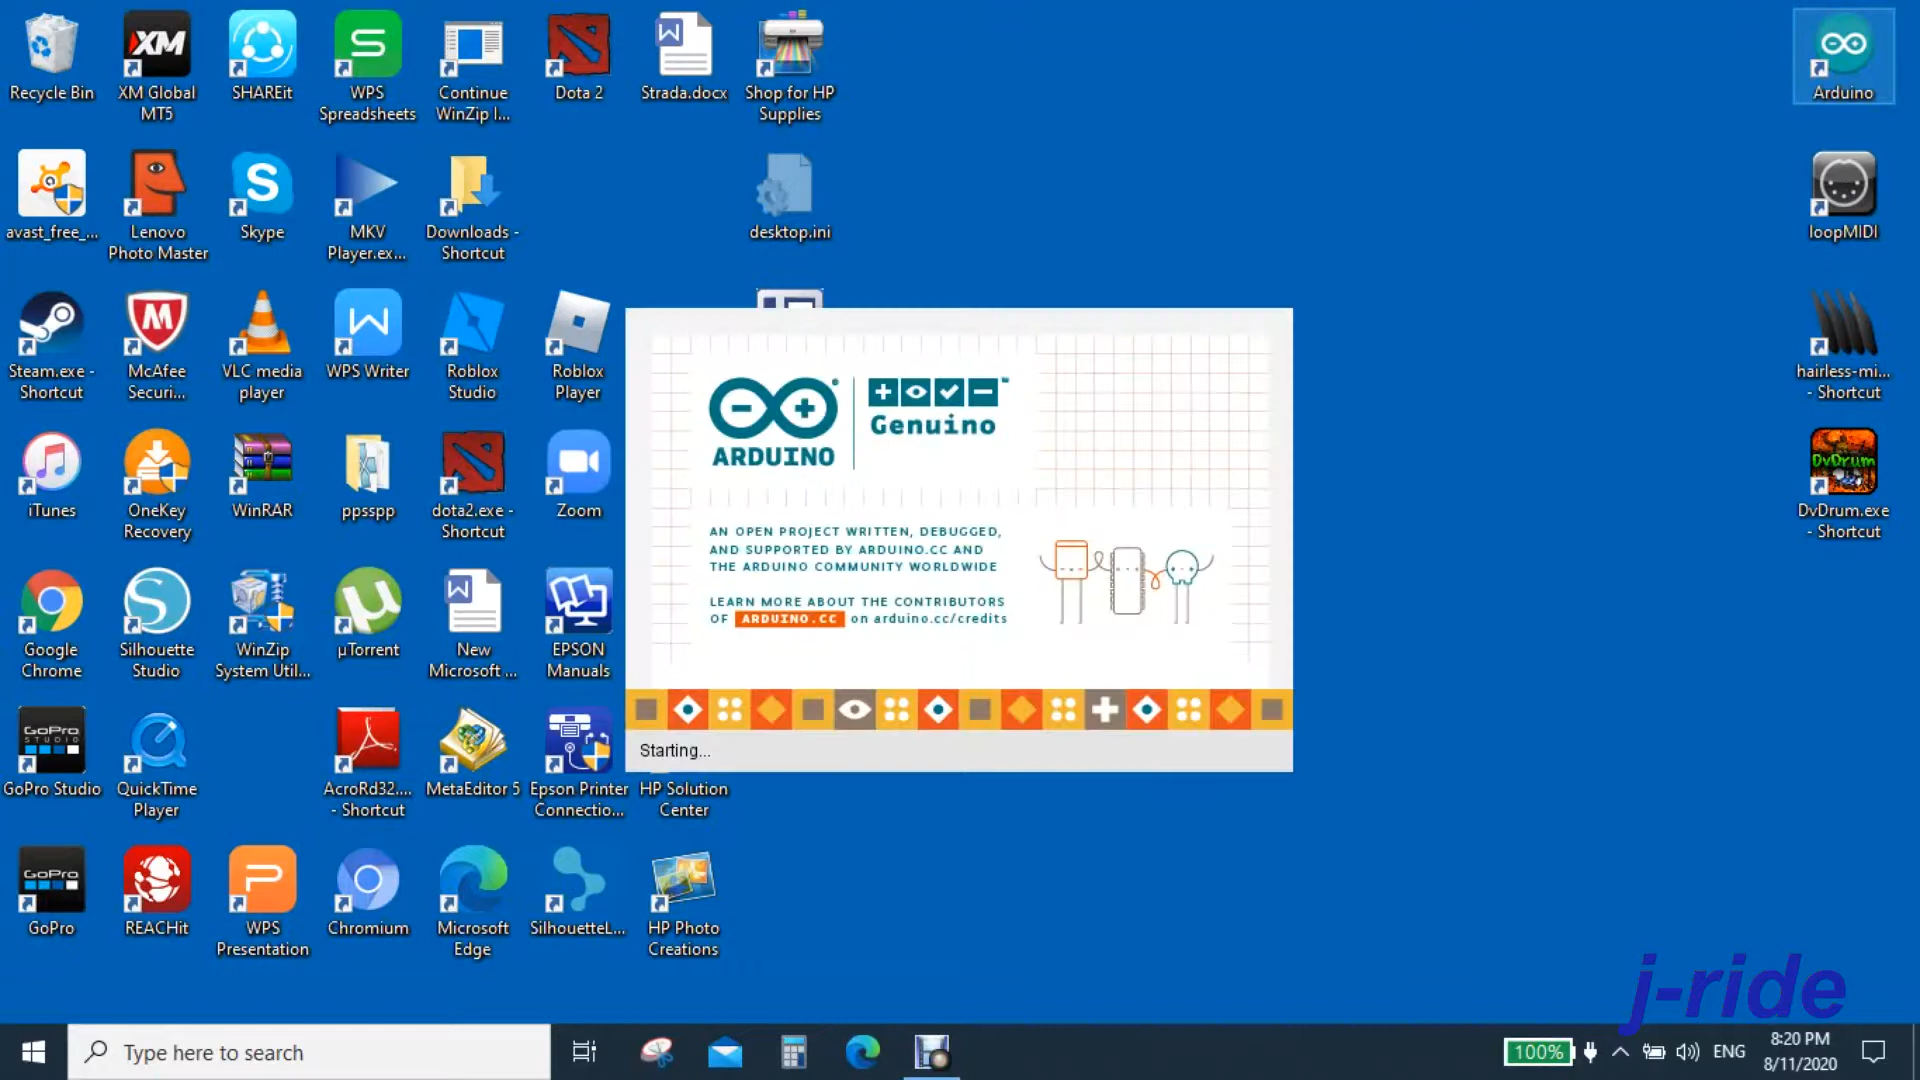 Recycle Bin
XM
XM Global
MT5
SHAREit
S
WPS
Spreadsheets
Continue
WinZip I...
Dota 2
W
Strada.docx
Shop for HP
Supplies
Arduino
avast_free_...
Lenovo
Photo Master
S
Skype
MKV
Player.ex...
Downloads -
Shortcut
desktop.ini
loopMIDI
Steam.exe -
Shortcut
M
McAfee
Securi...
VLC media
player
W
WPS Writer
Roblox
Studio
Roblox
Player
hairless-mi...
- Shortcut
iTunes
OneKey
Recovery
WinRAR
ppsspp
dota2.exe -
Shortcut
Zoom
DvDrum
DvDrum.exe
- Shortcut
ARDUINO
Genuino
TM
AN OPEN PROJECT WRITTEN, DEBUGGED,
AND SUPPORTED BY ARDUINO.CC AND
THE ARDUINO COMMUNITY WORLDWIDE
LEARN MORE ABOUT THE CONTRIBUTORS
OF ARDUINO.CC on arduino.cc/credits
Starting...
Google
Chrome
S
Silhouette
Studio
WinZip
System Util...
µ
µTorrent
W
New
Microsoft ...
EPSON
Manuals
GoPro
STUDIO
GoPro Studio
QuickTime
Player
AcroRd32....
- Shortcut
MetaEditor 5
Epson Printer
Connectio...
HP Solution
Center
GoPro
GoPro
REACHit
P
WPS
Presentation
Chromium
Microsoft
Edge
SilhouetteL...
HP Photo
Creations
j-ride
Type here to search
100%
ENG
8:20 PM
8/11/2020